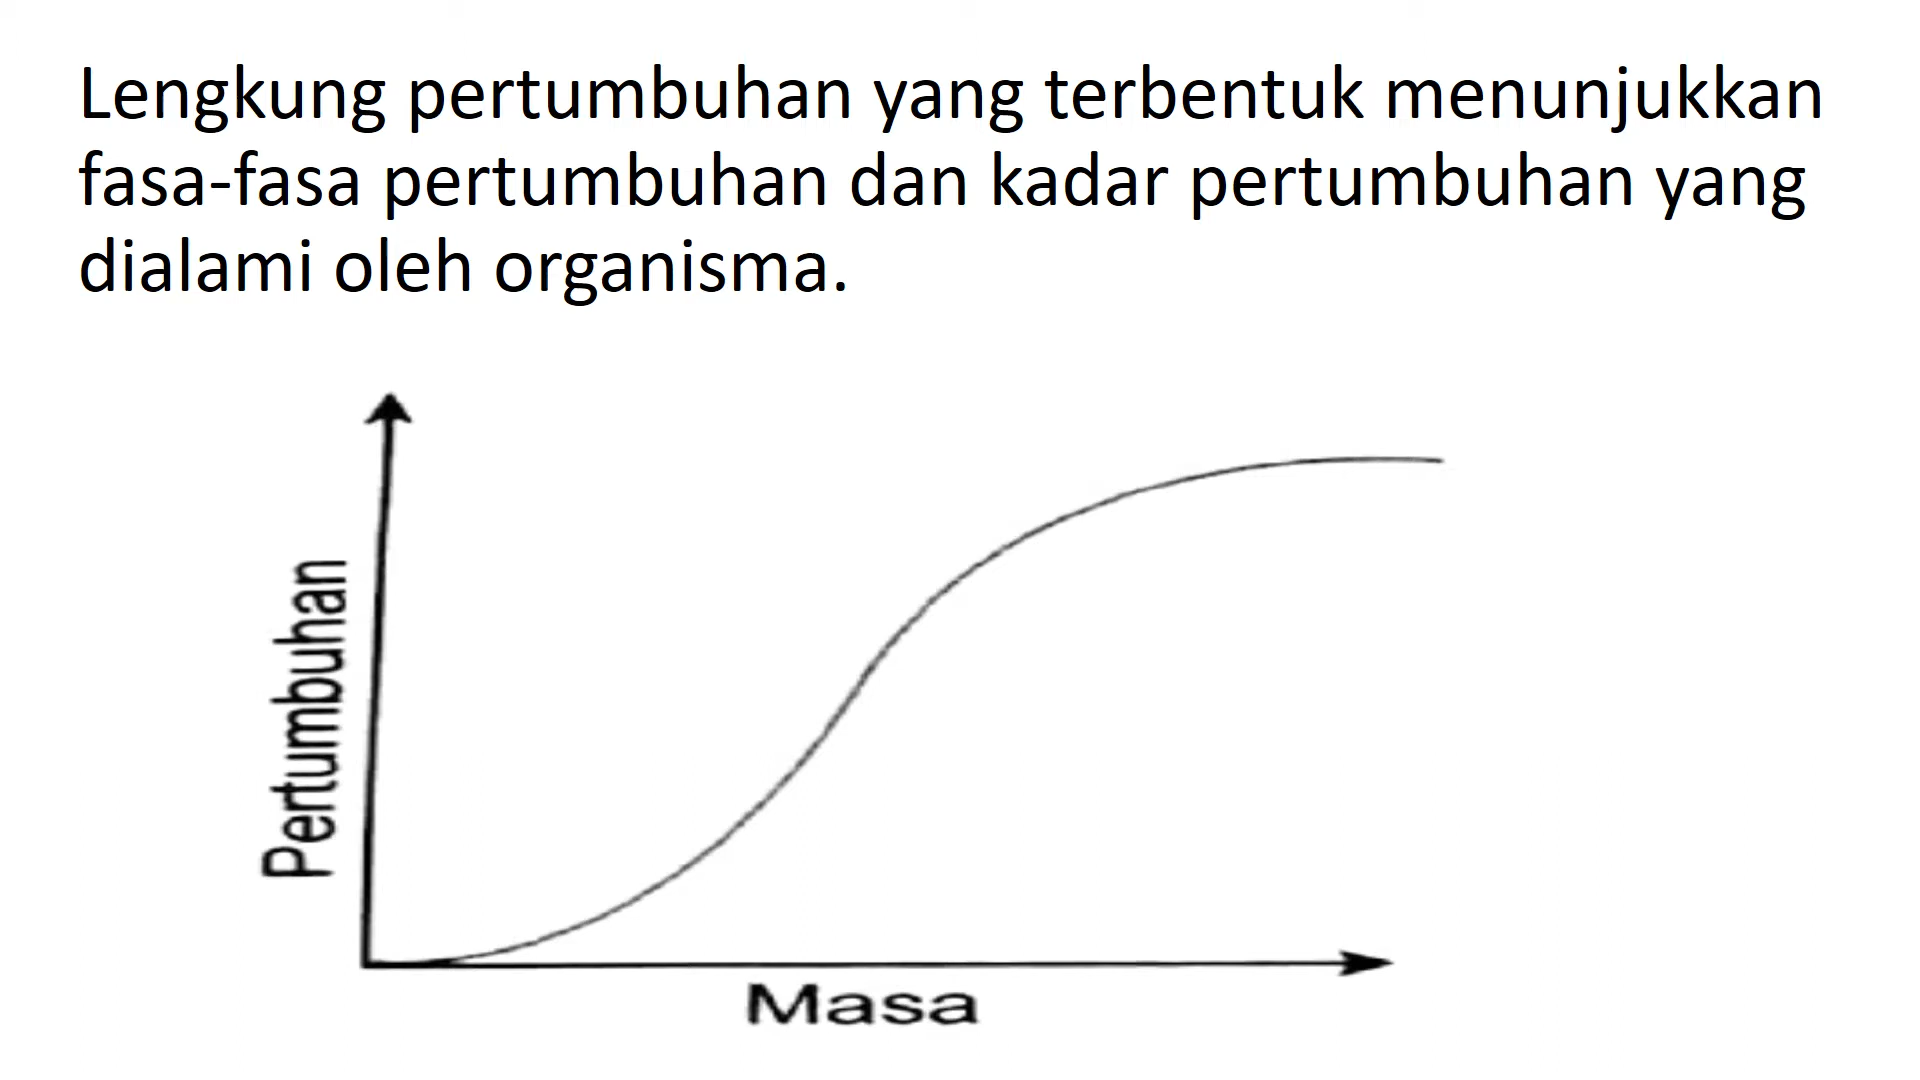 Lengkung pertumbuhan yang terbentuk menunjukkan
fasa-fasa pertumbuhan dan kadar pertumbuhan yang
dialami oleh organisma.
Pertumbuhan
Masa